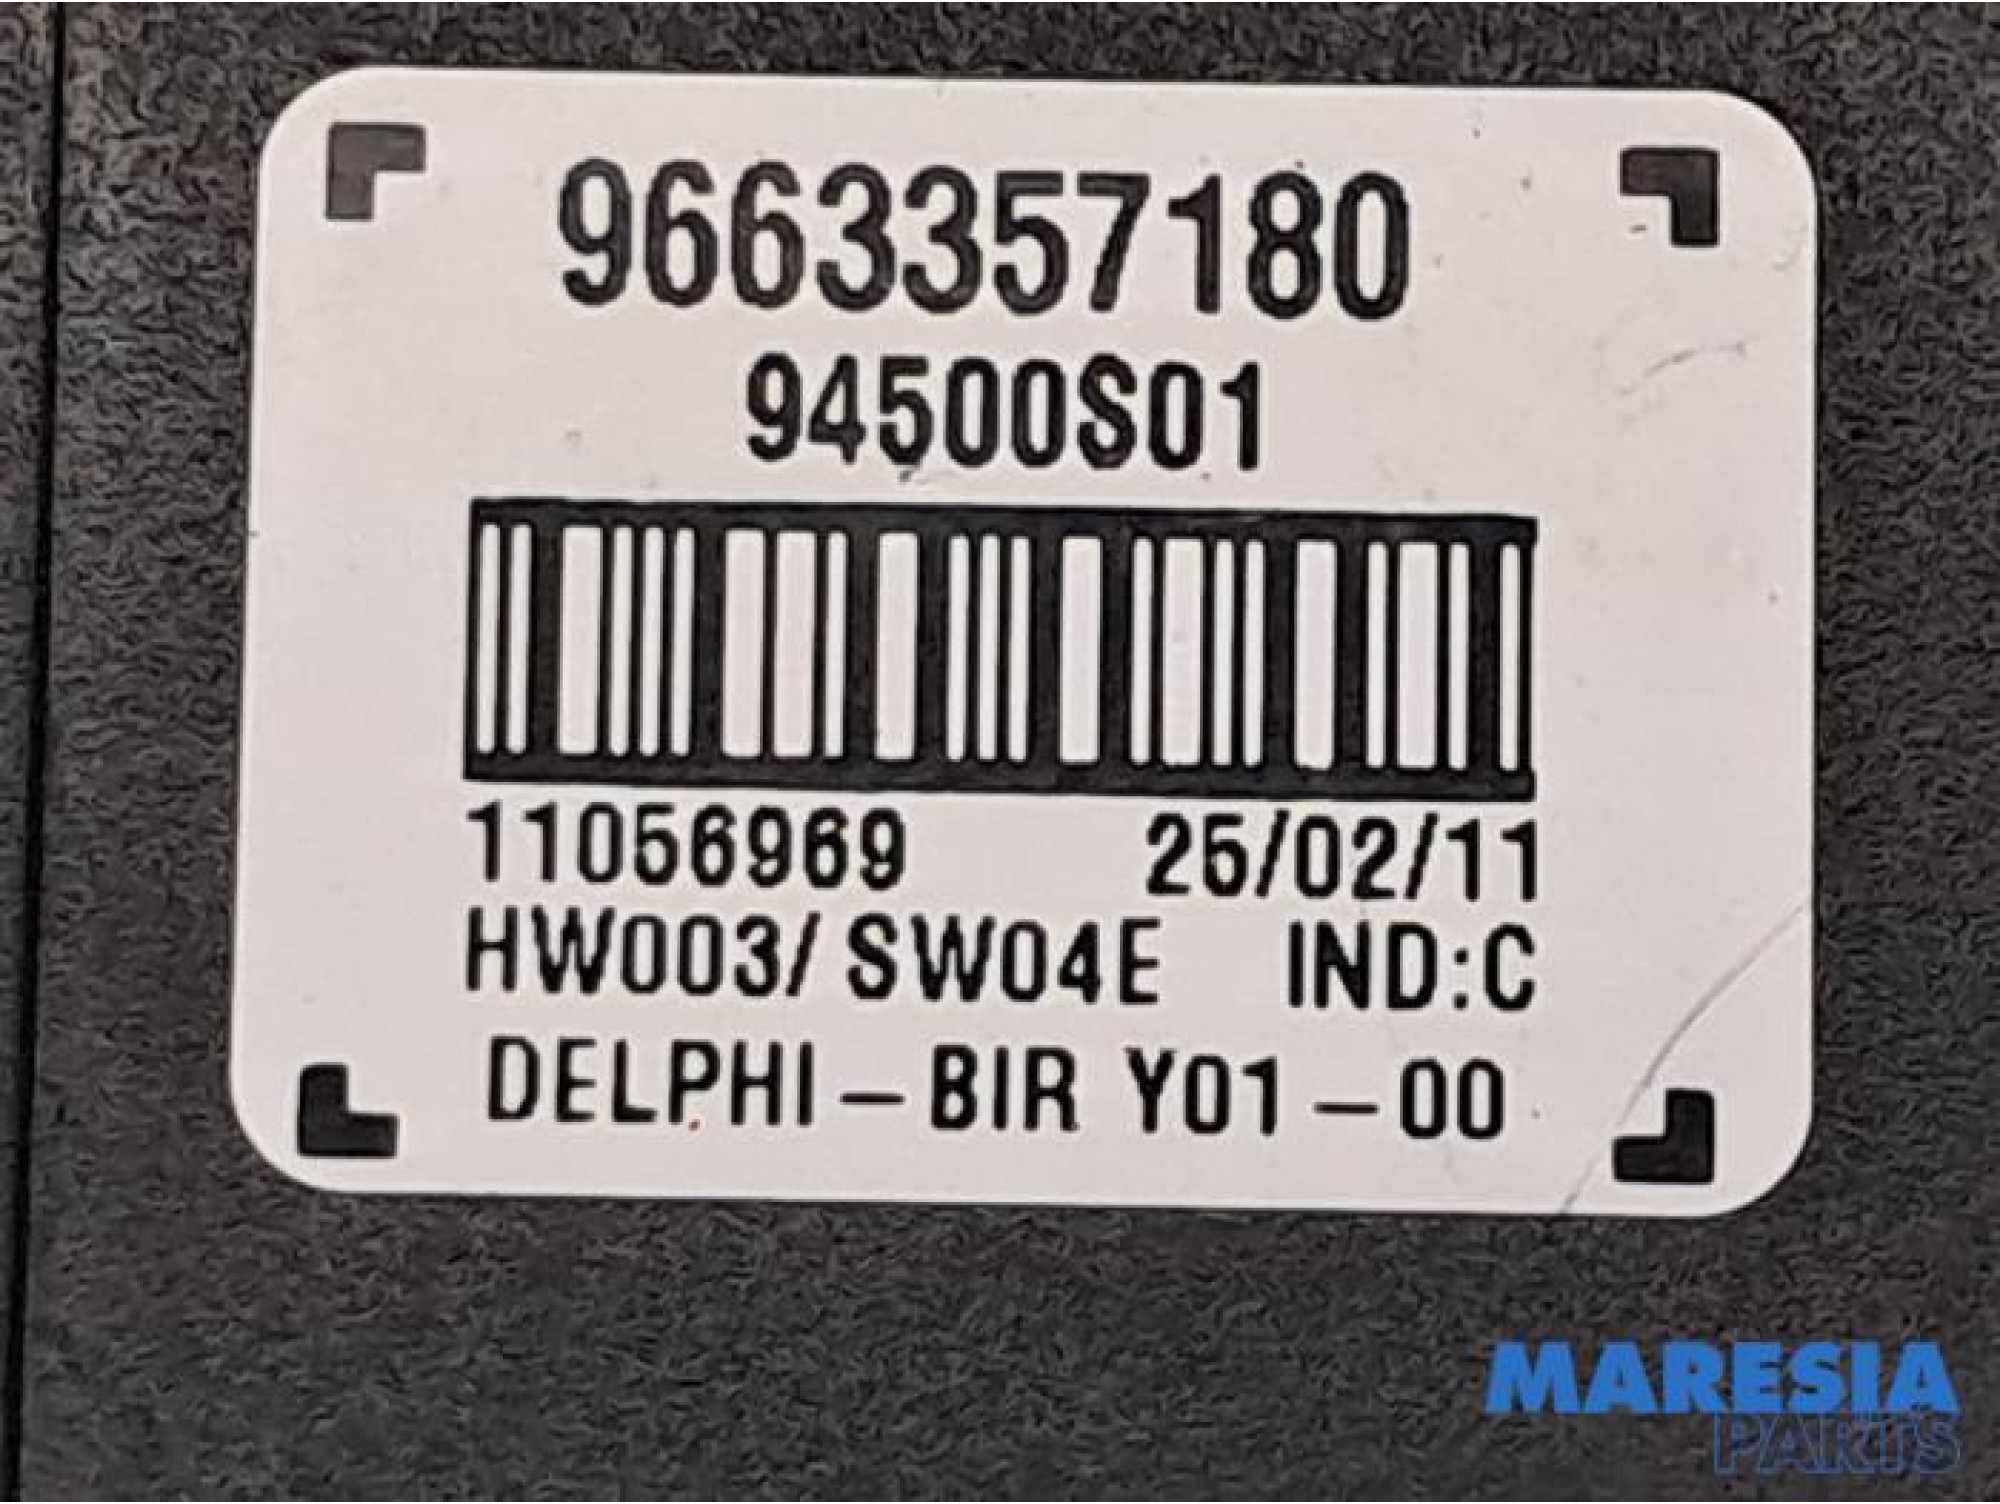 9663357180
94500S01
11056969 25/02/11
HW003/SW04E IND:C
DELPHI-BIR Y01-00
MARESIA
PARTS